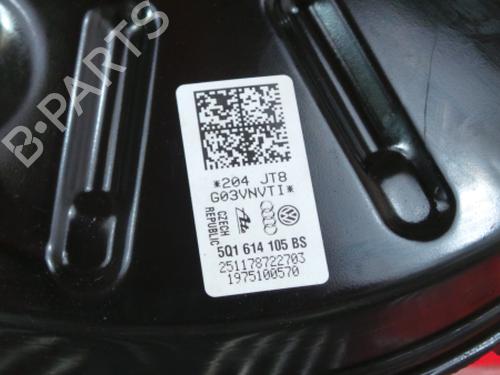 B-PARTS
*204 JT8
G03VNVTI*
CZECH
REPUBLIC
5Q1 614 105 BS
251178722703
1975100570